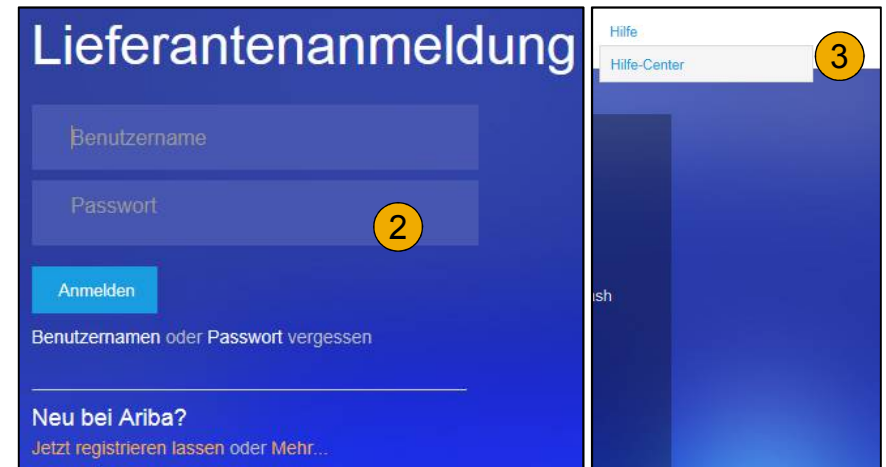 Lieferantenanmeldung
Benutzername
Passwort
2
Anmelden
Benutzernamen oder Passwort vergessen
Neu bei Ariba?
Jetzt registrieren lassen oder Mehr...
Hilfe
Hilfe-Center
3
ish